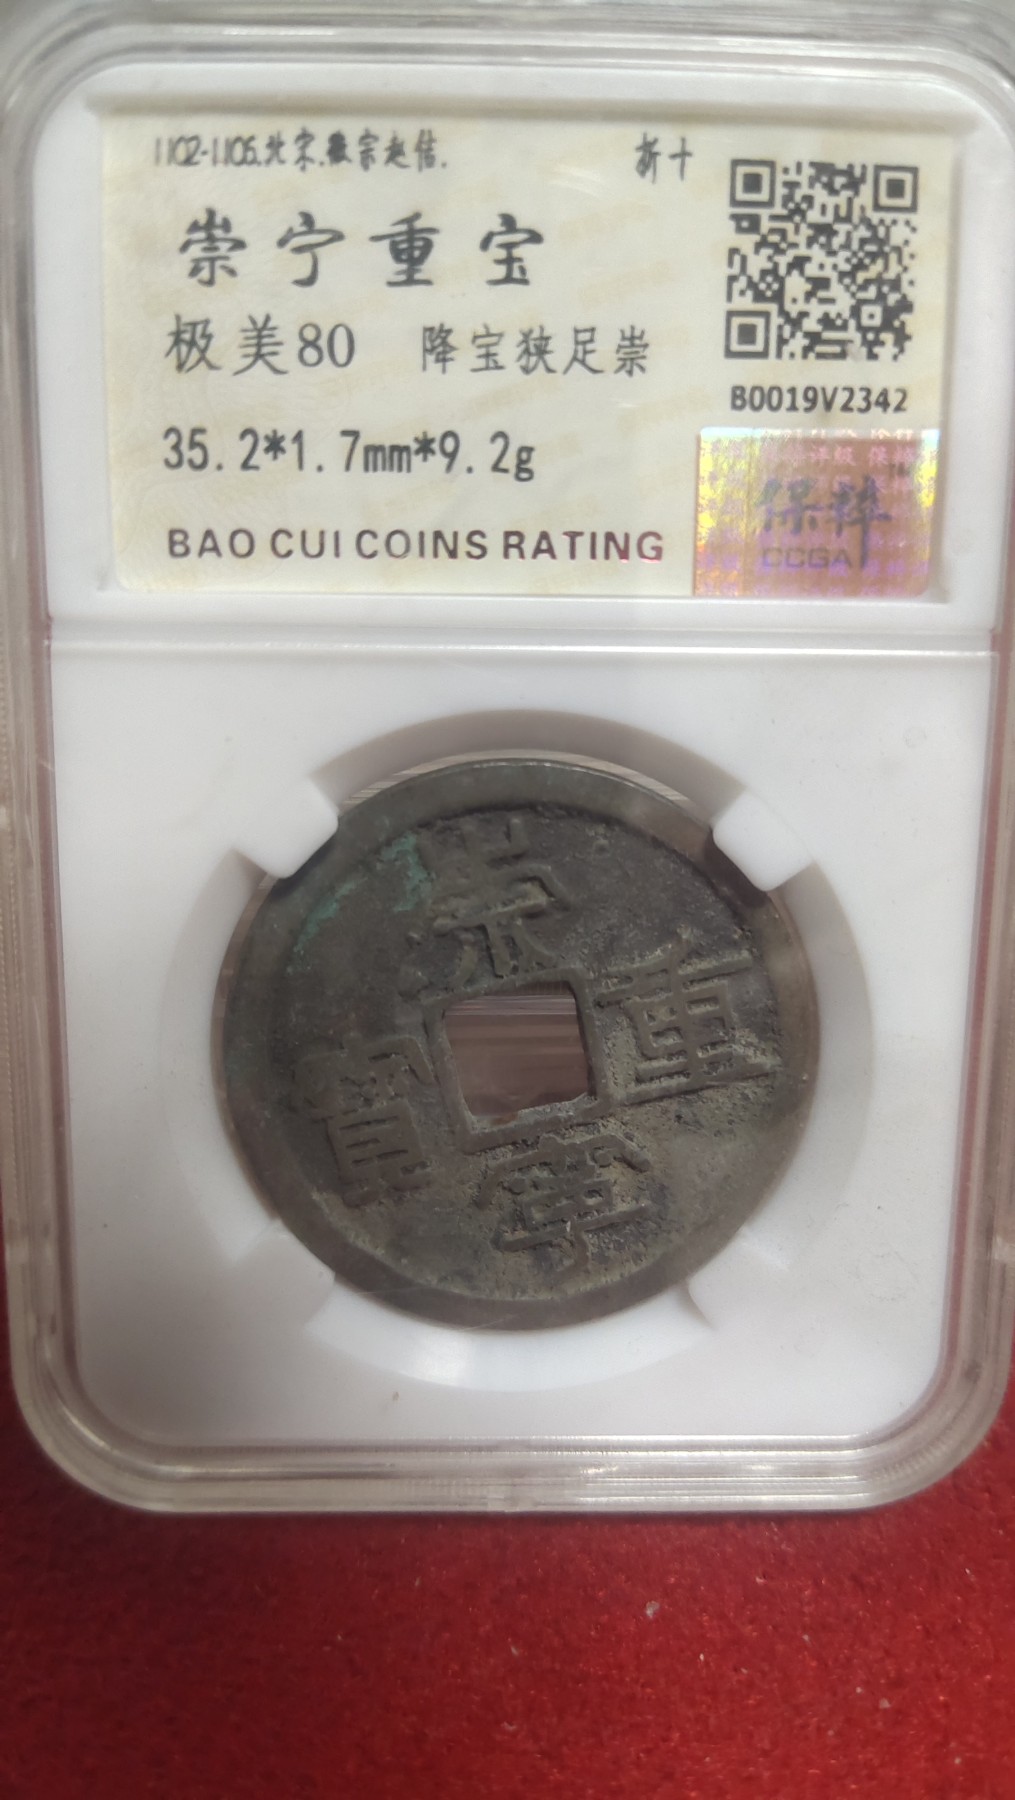 1102-1106.北宋.徽宗赵佶. 折十
崇宁重宝
极美80 降宝狭足崇
35.2*1.7mm*9.2g
B0019V2342
BAO CUI COINS RATING
保粹
CCGA
崇
寶 重
寧